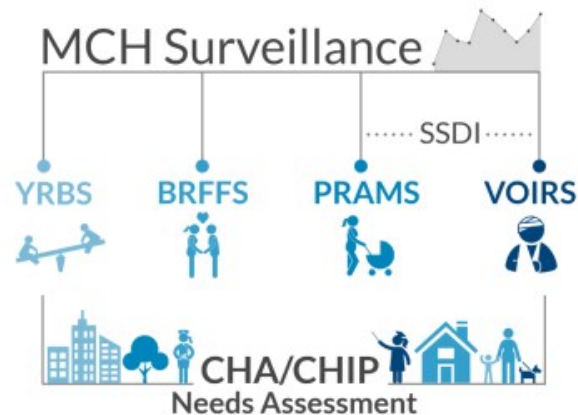 MCH Surveillance
SSDI
YRBS BRFFS PRAMS VOIRS
CHA/CHIP
Needs Assessment